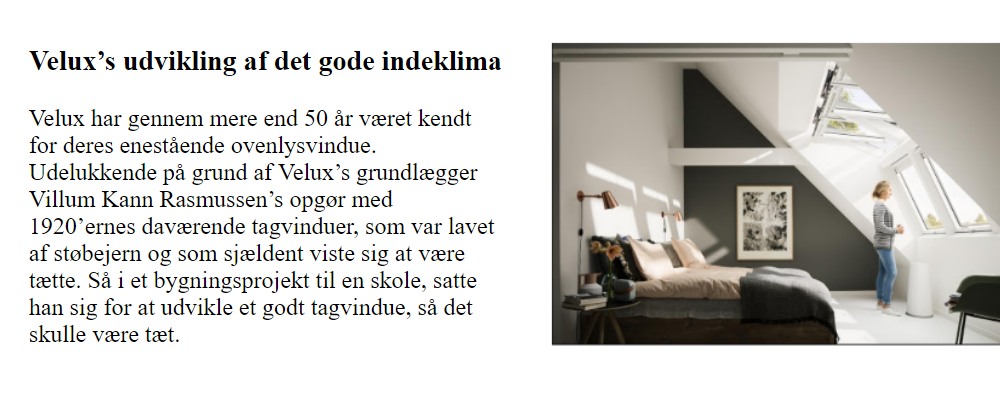 Velux’s udvikling af det gode indeklima
Velux har gennem mere end 50 år været kendt
for deres enestående ovenlysvindue.
Udelukkende på grund af Velux’s grundlægger
Villum Kann Rasmussen’s opgør med
1920’ernes daværende tagvinduer, som var lavet
af støbejern og som sjældent viste sig at være
tætte. Så i et bygningsprojekt til en skole, satte
han sig for at udvikle et godt tagvindue, så det
skulle være tæt.